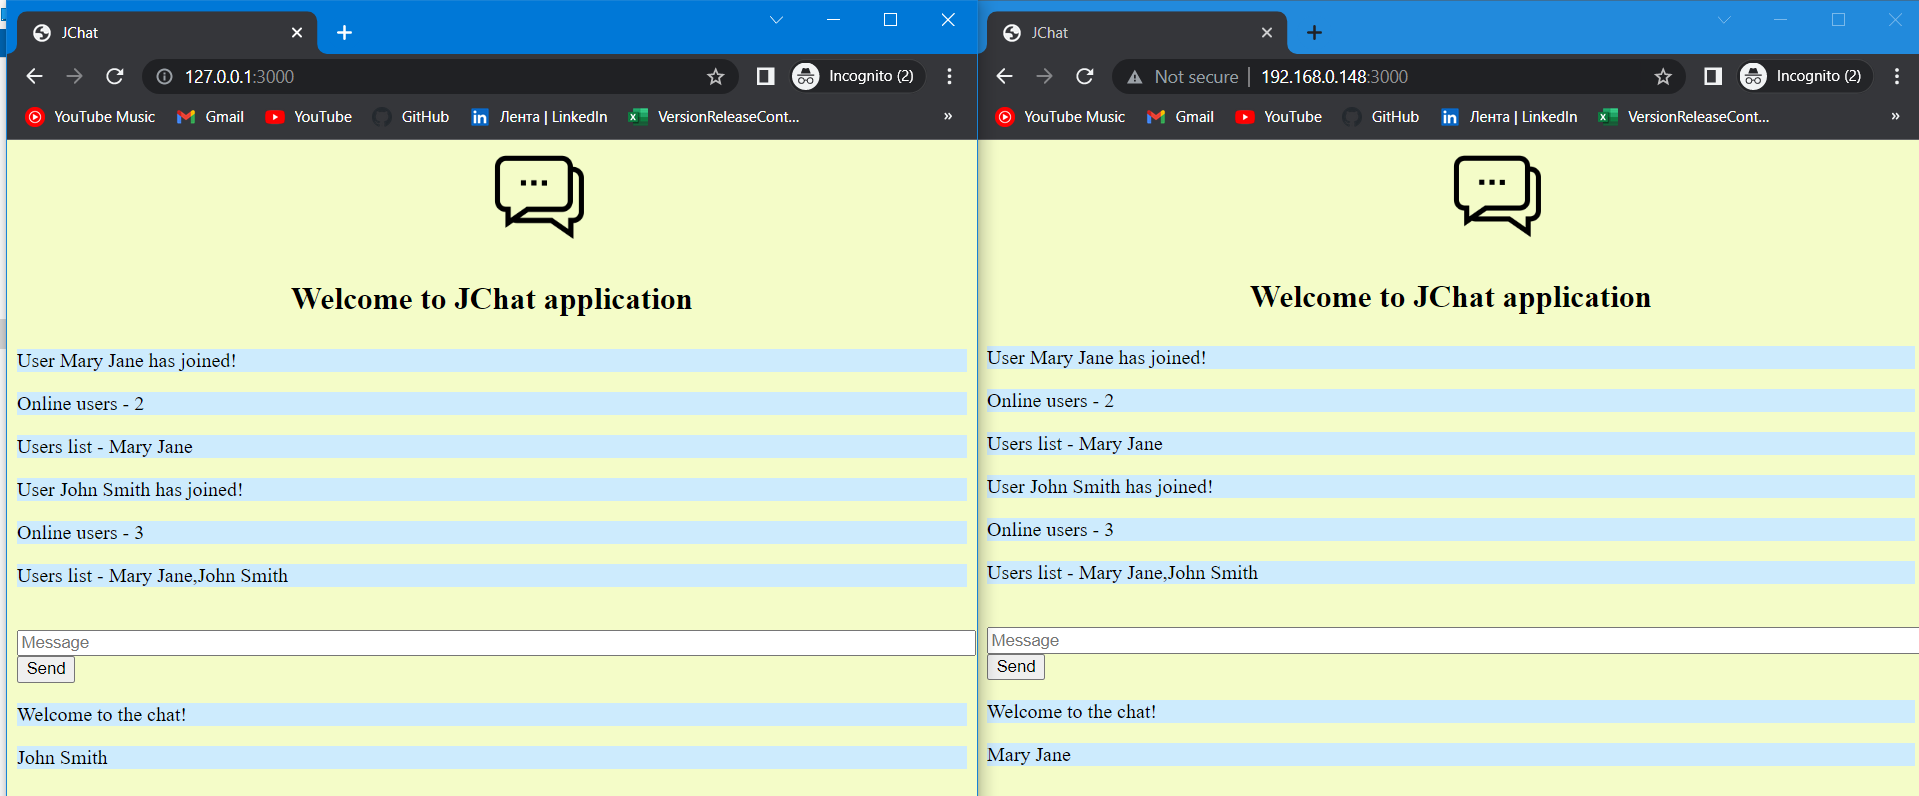 JChat
127.0.0.1:3000
Incognito (2)
YouTube Music
Gmail
YouTube
GitHub
Лента | LinkedIn
VersionReleaseCont...
»
Welcome to JChat application
User Mary Jane has joined!
Online users - 2
Users list - Mary Jane
User John Smith has joined!
Online users - 3
Users list - Mary Jane,John Smith
Message
Send
Welcome to the chat!
John Smith
JChat
Not secure | 192.168.0.148:3000
Incognito (2)
YouTube Music
Gmail
YouTube
GitHub
Лента | LinkedIn
VersionReleaseCont...
»
Welcome to JChat application
User Mary Jane has joined!
Online users - 2
Users list - Mary Jane
User John Smith has joined!
Online users - 3
Users list - Mary Jane,John Smith
Message
Send
Welcome to the chat!
Mary Jane